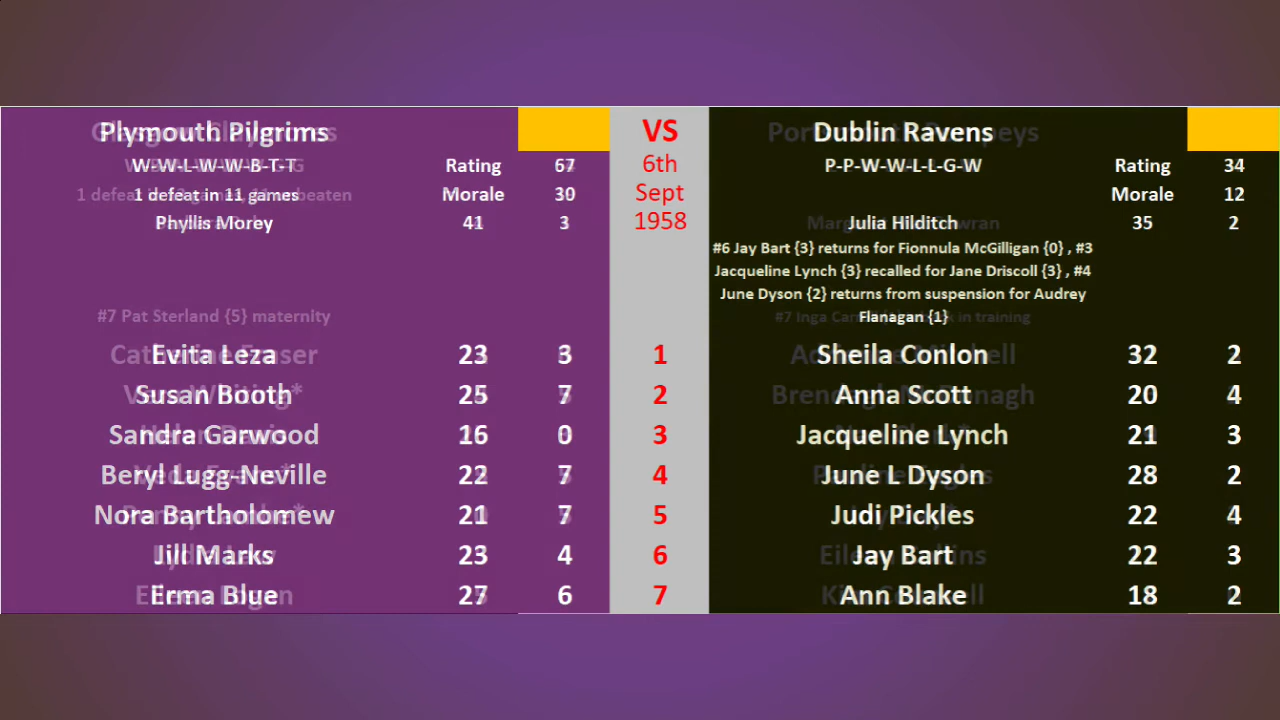 Plysmouth Pilgrims VS Dublin Ravens
W-W-L-W-W-B-T-T Rating 67 6th P-P-W-W-L-L-G-W Rating 34
1 defeat in 11 games Morale 30 Sept Morale 12
Phyllis Morey 41 3 1958 Julia Hilditch 35 2
#6 Jay Bart {3} returns for Fionnula McGilligan {0} , #3
Jacqueline Lynch {3} recalled for Jane Driscoll {3} , #4
June Dyson {2} returns from suspension for Audrey
#7 Pat Sterland {5} maternity Flanagan {1}
Evita Leza 23 3 1 Sheila Conlon 32 2
Susan Booth 25 7 2 Anna Scott 20 4
Sandra Garwood 16 0 3 Jacqueline Lynch 21 3
Beryl Lugg-Neville 22 7 4 June L Dyson 28 2
Nora Bartholomew 21 7 5 Judi Pickles 22 4
Jill Marks 23 4 6 Jay Bart 22 3
Erma Blue 27 6 7 Ann Blake 18 2